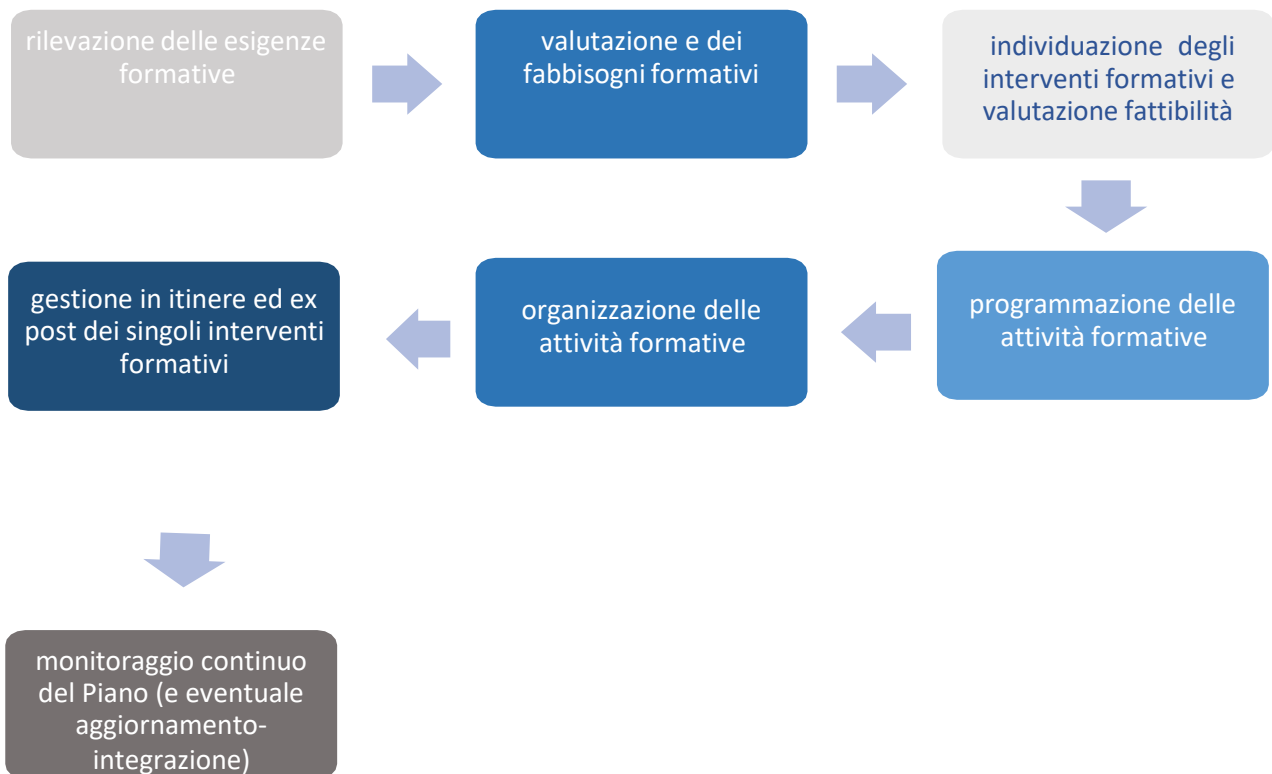 rilevazione delle esigenze
formative
valutazione e dei
fabbisogni formativi
individuazione degli
interventi formativi e
valutazione fattibilità
programmazione delle
attività formative
organizzazione delle
attività formative
gestione in itinere ed ex
post dei singoli interventi
formativi
monitoraggio continuo
del Piano (e eventuale
aggiornamento-
integrazione)